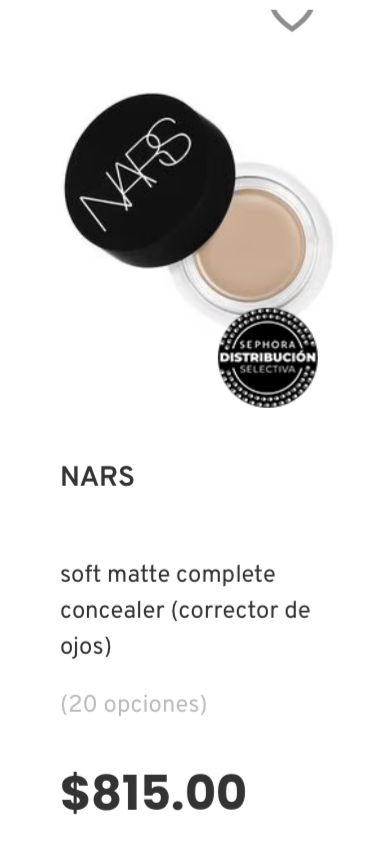 NARS
SEPHORA
DISTRIBUCIÓN
SELECTIVA
NARS
soft matte complete
concealer (corrector de
ojos)
(20 opciones)
$815.00